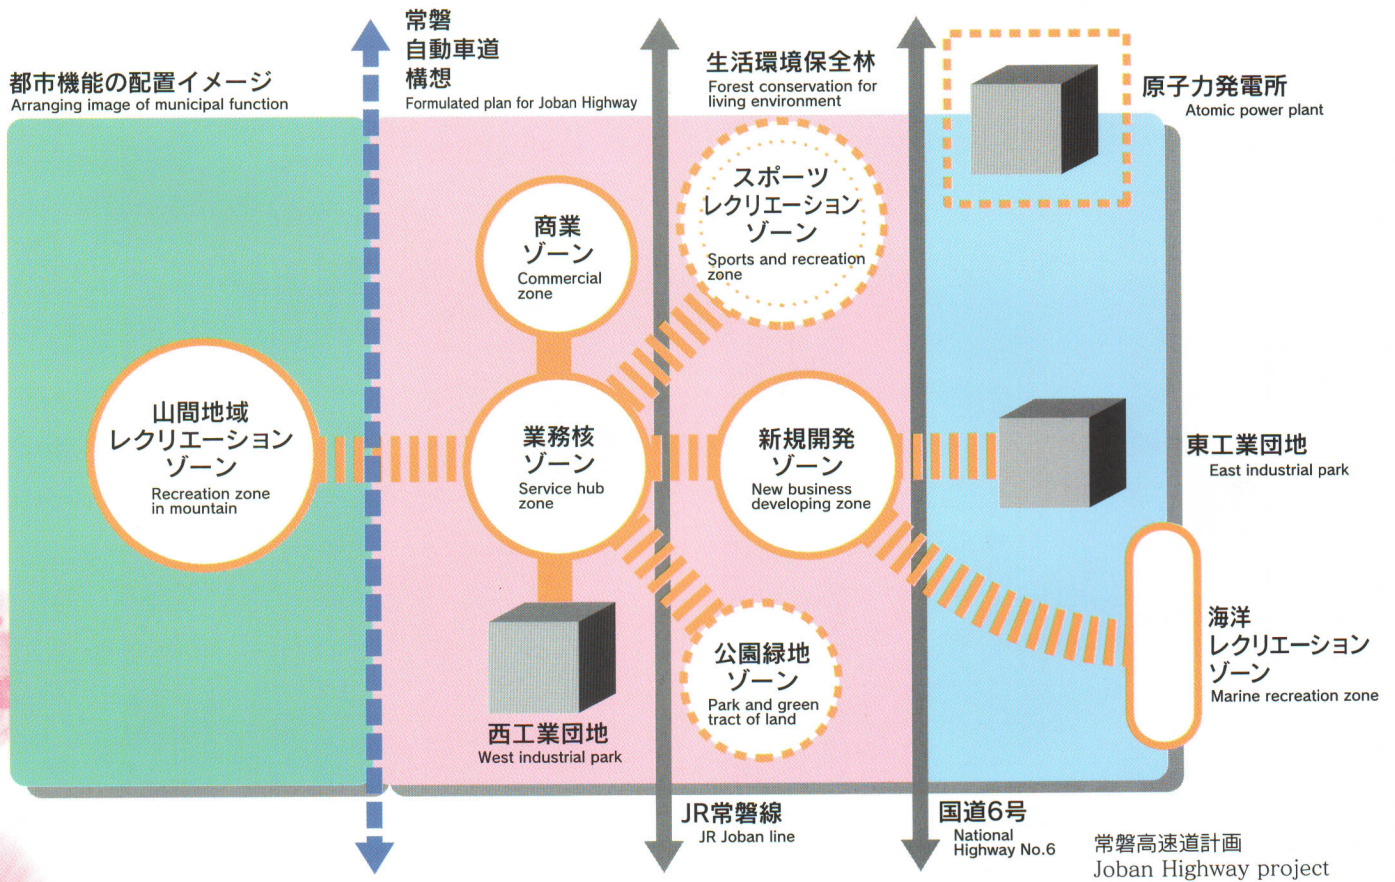 都市機能の配置イメージ
Arranging image of municipal function
常磐
自動車道
構想
Formulated plan for Joban Highway
生活環境保全林
Forest conservation for
living environment
原子力発電所
Atomic power plant
スポーツ
レクリエーション
ゾーン
Sports and recreation
zone
商業
ゾーン
Commercial
zone
山間地域
レクリエーション
ゾーン
Recreation zone
in mountain
業務核
ゾーン
Service hub
zone
新規開発
ゾーン
New business
developing zone
東工業団地
East industrial park
海洋
レクリエーション
ゾーン
Marine recreation zone
公園緑地
ゾーン
Park and green
tract of land
西工業団地
West industrial park
JR常磐線
JR Joban line
国道6号
National
Highway No.6
常磐高速道計画
Joban Highway project